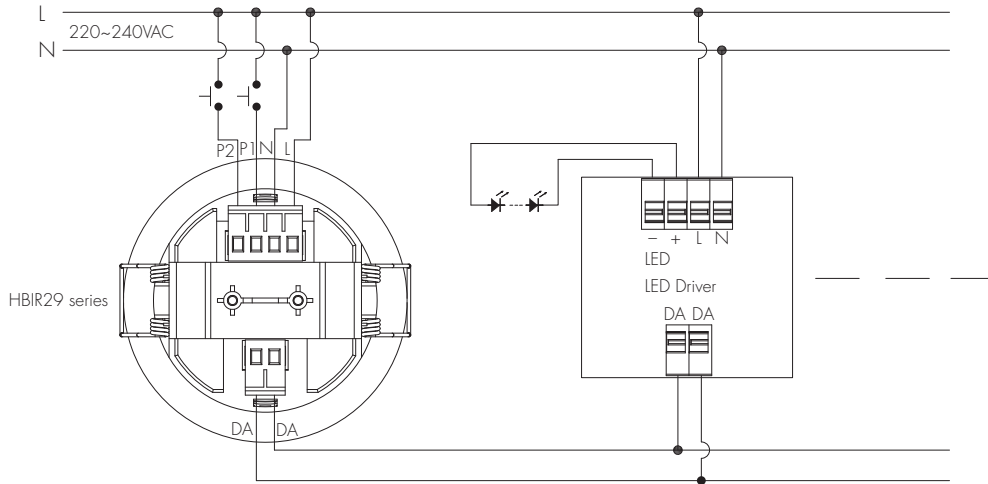 L
220~240VAC
N
P2 P1 N L
− + L N
LED
HBIR29 series
LED Driver
DA DA
DA DA